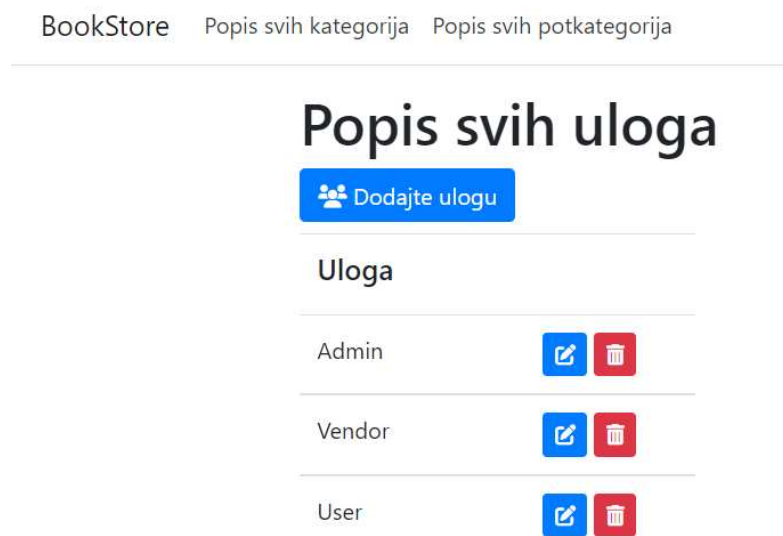 BookStore Popis svih kategorija Popis svih potkategorija
Popis svih uloga
Dodajte ulogu
Uloga
Admin
Vendor
User